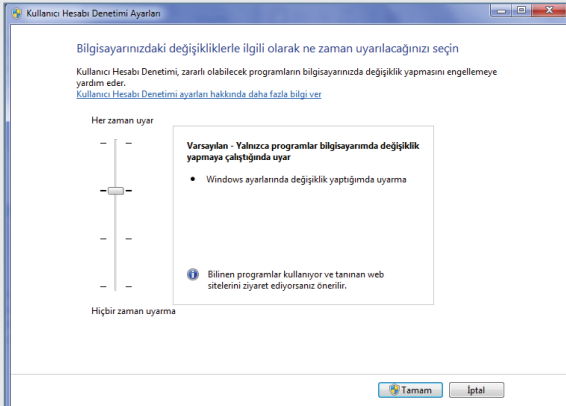 Kullanıcı Hesabı Denetimi Ayarları
Bilgisayarınızdaki değişikliklerle ilgili olarak ne zaman uyarılacağınızı seçin
Kullanıcı Hesabı Denetimi, zararlı olabilecek programların bilgisayarınızda değişiklik yapmasını engellemeye
yardım eder.
Kullanıcı Hesabı Denetimi ayarları hakkında daha fazla bilgi ver
Her zaman uyar
Varsayılan - Yalnızca programlar bilgisayarımda değişiklik
yapmaya çalıştığında uyar
• Windows ayarlarında değişiklik yaptığımda uyarma
Bilinen programlar kullanıyor ve tanınan web
sitelerini ziyaret ediyorsanız önerilir.
Hiçbir zaman uyarma
Tamam
İptal